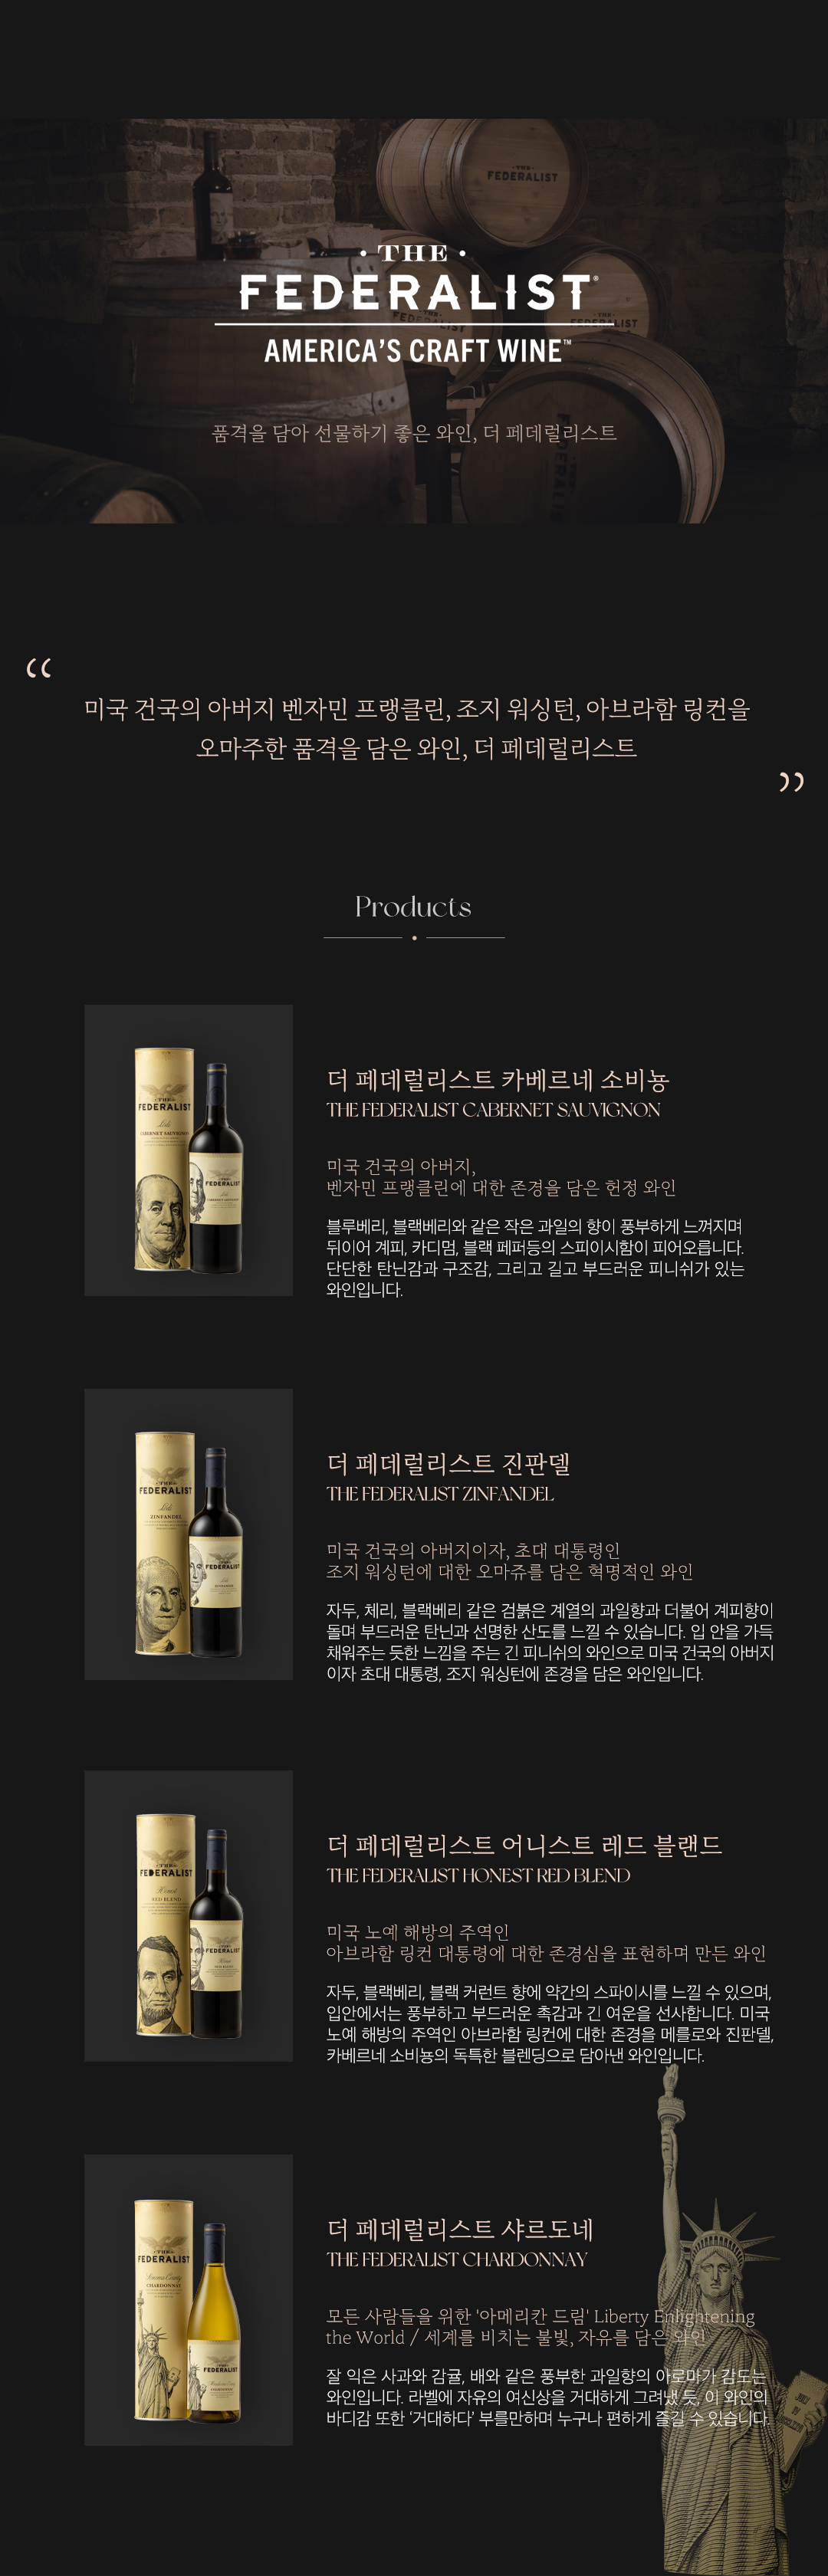 THE
FEDERALIST
THE
FEDERALIST®
AMERICA'S CRAFT WINE™
품격을 담아 선물하기 좋은 와인, 더 페데럴리스트
“
미국 건국의 아버지 벤자민 프랭클린, 조지 워싱턴, 아브라함 링컨을
오마주한 품격을 담은 와인, 더 페데럴리스트
”
Products
THE
FEDERALIST
Lodi
CABERNET SAUVIGNON
FEDERALIST
더 페데럴리스트 카베르네 소비뇽
THE FEDERALIST CABERNET SAUVIGNON
미국 건국의 아버지,
벤자민 프랭클린에 대한 존경을 담은 헌정 와인
블루베리, 블랙베리와 같은 작은 과일의 향이 풍부하게 느껴지며
뒤이어 계피, 카디멈, 블랙 페퍼등의 스피이시함이 피어오릅니다.
단단한 탄닌감과 구조감, 그리고 길고 부드러운 피니쉬가 있는
와인입니다.
THE
FEDERALIST
Lodi
ZINFANDEL
FEDERALIST
더 페데럴리스트 진판델
THE FEDERALIST ZINFANDEL
미국 건국의 아버지이자, 초대 대통령인
조지 워싱턴에 대한 오마쥬를 담은 혁명적인 와인
자두, 체리, 블랙베리 같은 검붉은 계열의 과일향과 더불어 계피향이
돌며 부드러운 탄닌과 선명한 산도를 느낄 수 있습니다. 입 안을 가득
채워주는 듯한 느낌을 주는 긴 피니쉬의 와인으로 미국 건국의 아버지
이자 초대 대통령, 조지 워싱턴에 존경을 담은 와인입니다.
THE
FEDERALIST
Honest
RED BLEND
FEDERALIST
더 페데럴리스트 어니스트 레드 블랜드
THE FEDERALIST HONEST RED BLEND
미국 노예 해방의 주역인
아브라함 링컨 대통령에 대한 존경심을 표현하며 만든 와인
자두, 블랙베리, 블랙 커런트 향에 약간의 스파이시를 느낄 수 있으며,
입안에서는 풍부하고 부드러운 촉감과 긴 여운을 선사합니다. 미국
노예 해방의 주역인 아브라함 링컨에 대한 존경을 메를로와 진판델,
카베르네 소비뇽의 독특한 블렌딩으로 담아낸 와인입니다.
THE
FEDERALIST
CHARDONNAY
FEDERALIST
더 페데럴리스트 샤르도네
THE FEDERALIST CHARDONNAY
모든 사람들을 위한 '아메리칸 드림' Liberty Enlightening
the World / 세계를 비치는 불빛, 자유를 담은 와인
잘 익은 사과와 감귤, 배와 같은 풍부한 과일향의 아로마가 감도는
와인입니다. 라벨에 자유의 여신상을 거대하게 그려냈 듯, 이 와인의
바디감 또한 ‘거대하다’ 부를만하며 누구나 편하게 즐길 수 있습니다.